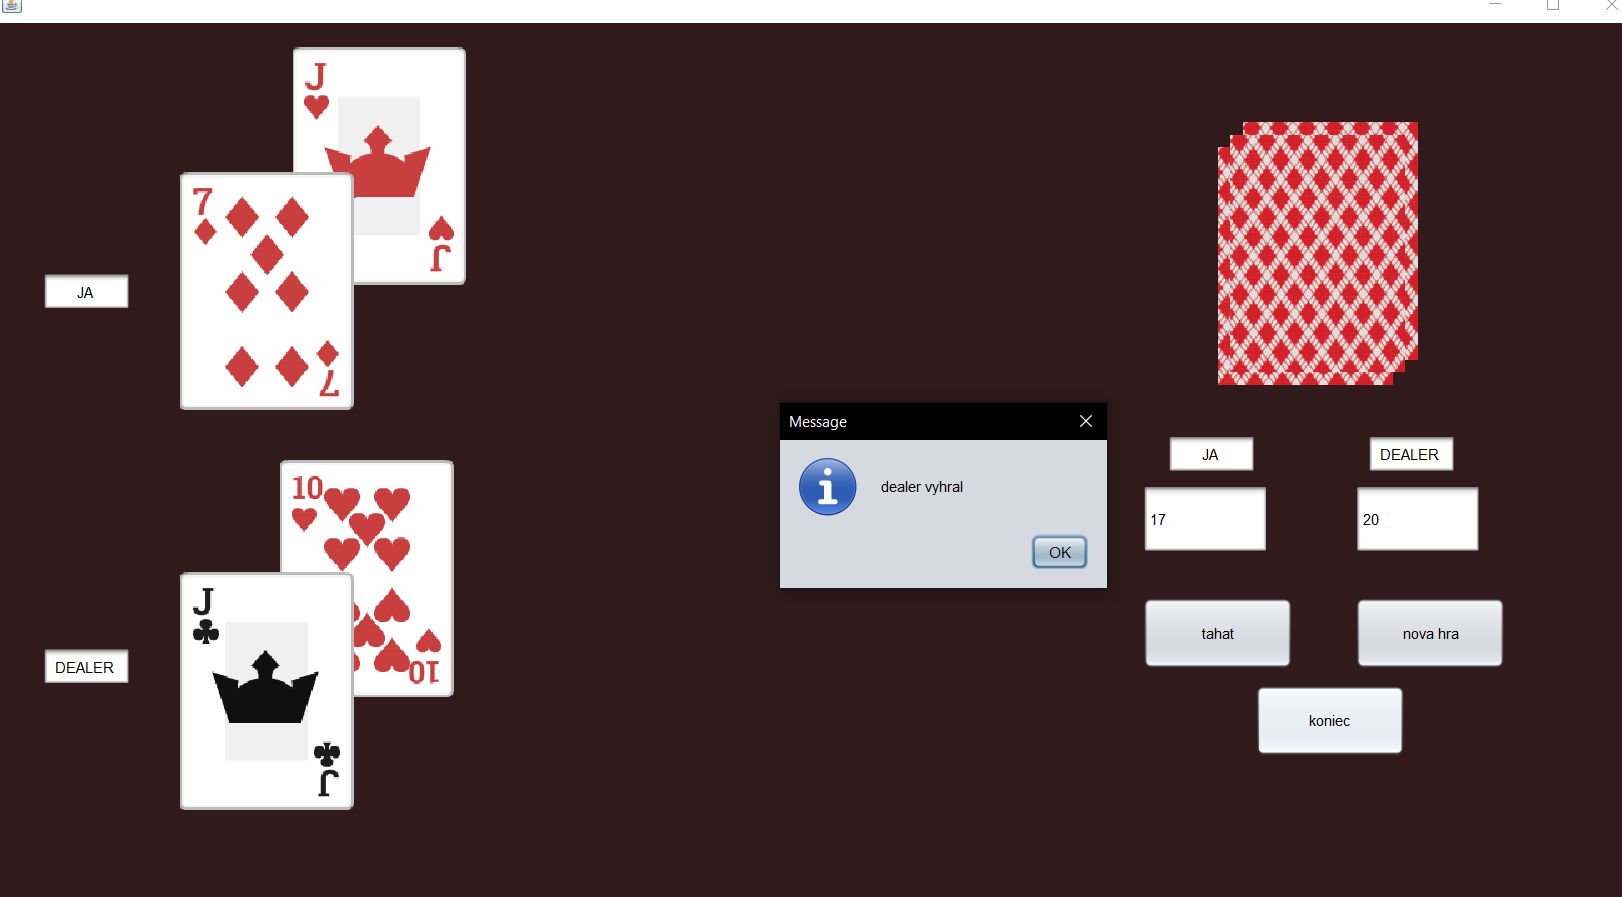 J
J
7
7
JA
10
10
J
J
DEALER
Message
dealer vyhral
OK
JA
DEALER
17
20
tahat
nova hra
koniec